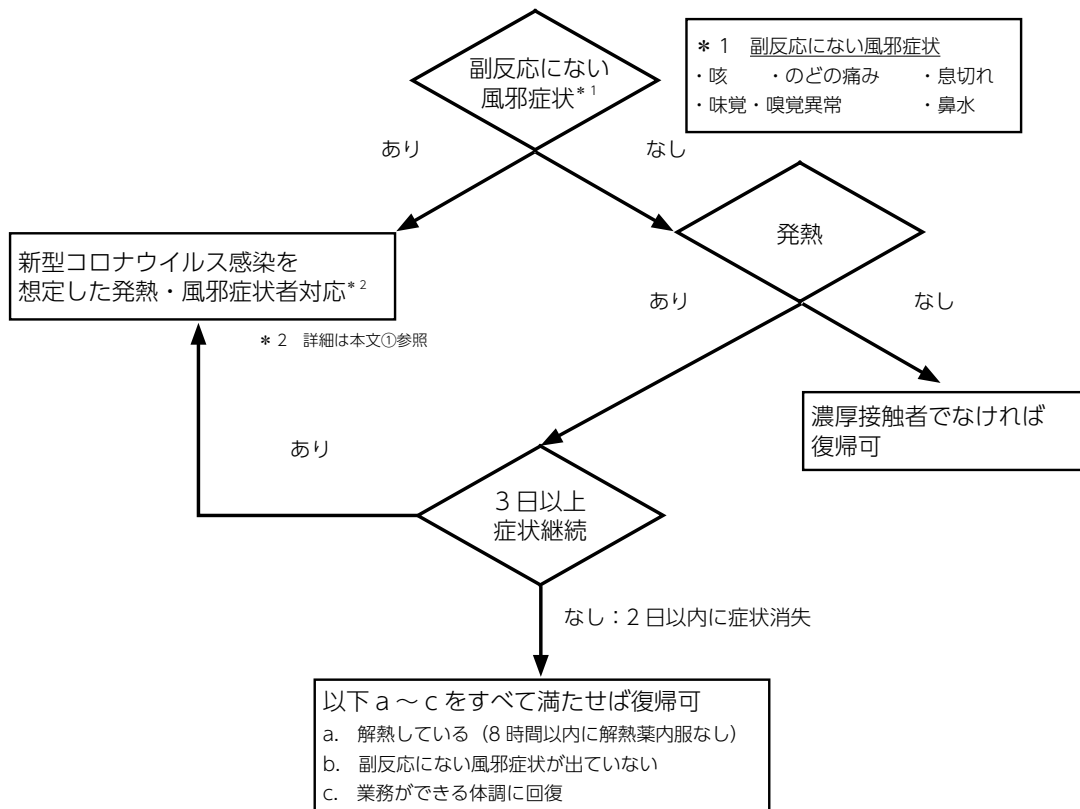 副反応にない
風邪症状＊1
＊1　副反応にない風邪症状
・咳　・のどの痛み　・息切れ
・味覚・嗅覚異常　・鼻水
あり
なし
発熱
新型コロナウイルス感染を
想定した発熱・風邪症状者対応＊2
＊2　詳細は本文①参照
あり
なし
濃厚接触者でなければ
復帰可
あり
3日以上
症状継続
なし：2日以内に症状消失
以下a～cをすべて満たせば復帰可
a.　解熱している（8時間以内に解熱薬内服なし）
b.　副反応にない風邪症状が出ていない
c.　業務ができる体調に回復